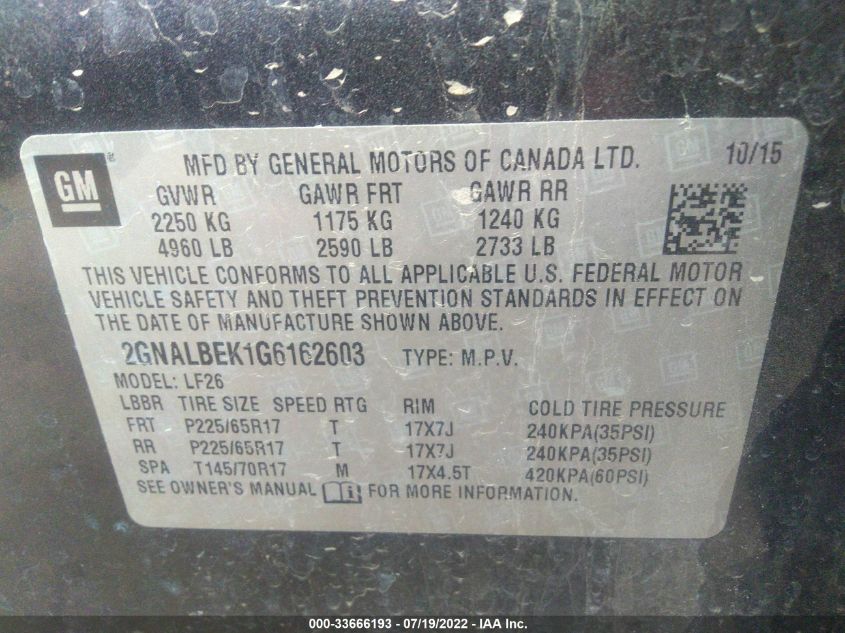 GM ®
MFD BY GENERAL MOTORS OF CANADA LTD. 10/15
GVWR GAWR FRT GAWR RR
2250 KG 1175 KG 1240 KG
4960 LB 2590 LB 2733 LB
THIS VEHICLE CONFORMS TO ALL APPLICABLE U.S. FEDERAL MOTOR
VEHICLE SAFETY AND THEFT PREVENTION STANDARDS IN EFFECT ON
THE DATE OF MANUFACTURE SHOWN ABOVE.
2GNALBEK1G6162603 TYPE: M.P.V.
MODEL: LF26
LBBR TIRE SIZE SPEED RTG RIM COLD TIRE PRESSURE
FRT P225/65R17 T 17X7J 240KPA(35PSI)
RR P225/65R17 T 17X7J 240KPA(35PSI)
SPA T145/70R17 M 17X4.5T 420KPA(60PSI)
SEE OWNER'S MANUAL FOR MORE INFORMATION.
000-33666193 - 07/19/2022 - IAA Inc.